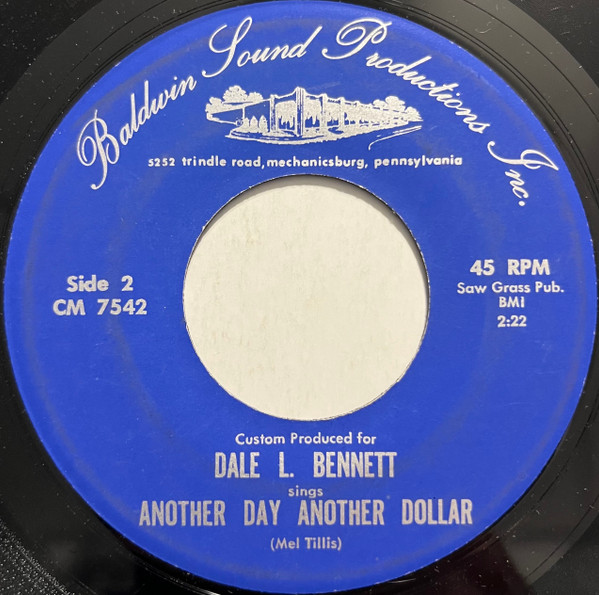 Baldwin Sound Productions Inc.
5252 trindle road, mechanicsburg, pennsylvania
Side 2
CM 7542
45 RPM
Saw Grass Pub.
BMI
2:22
Custom Produced for
DALE L. BENNETT
sings
ANOTHER DAY ANOTHER DOLLAR
(Mel Tillis)